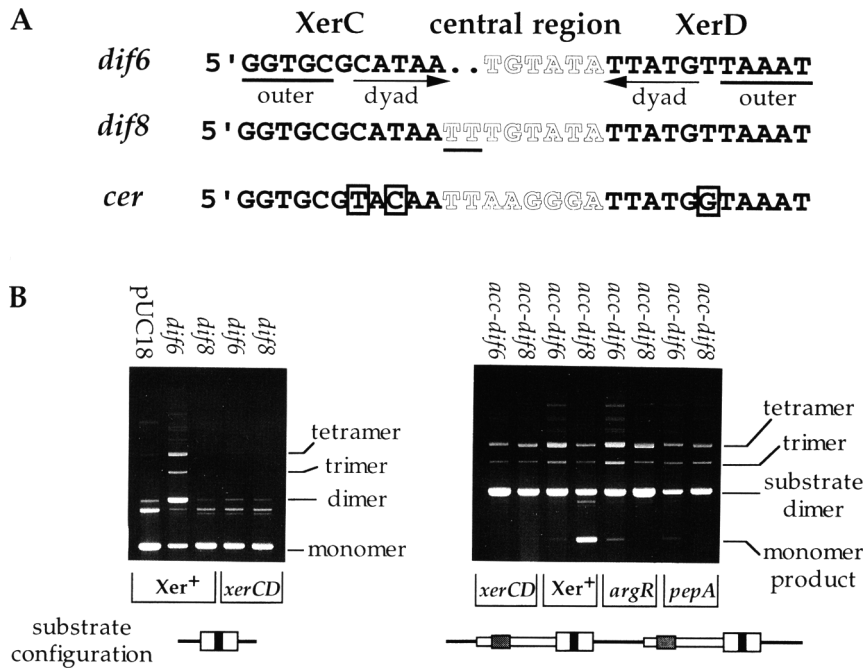 A
XerC central region XerD
dif6 5'GGTGCGCATAA..TGTATATTATGTTAAAT
outer dyad dyad outer
dif8 5'GGTGCGCATAATTTGTATATTATGTTAAAT
cer 5'GGTGCGTACAATTAAGGGATTATGGTAAAT
B
pUC18 dif6 dif8 dif6 dif8
tetramer
trimer
dimer
monomer
Xer+ xerCD
acc-dif6 acc-dif8 acc-dif6 acc-dif8 acc-dif6 acc-dif8 acc-dif6 acc-dif8
tetramer
trimer
substrate
dimer
monomer
product
xerCD Xer+ argR pepA
substrate
configuration